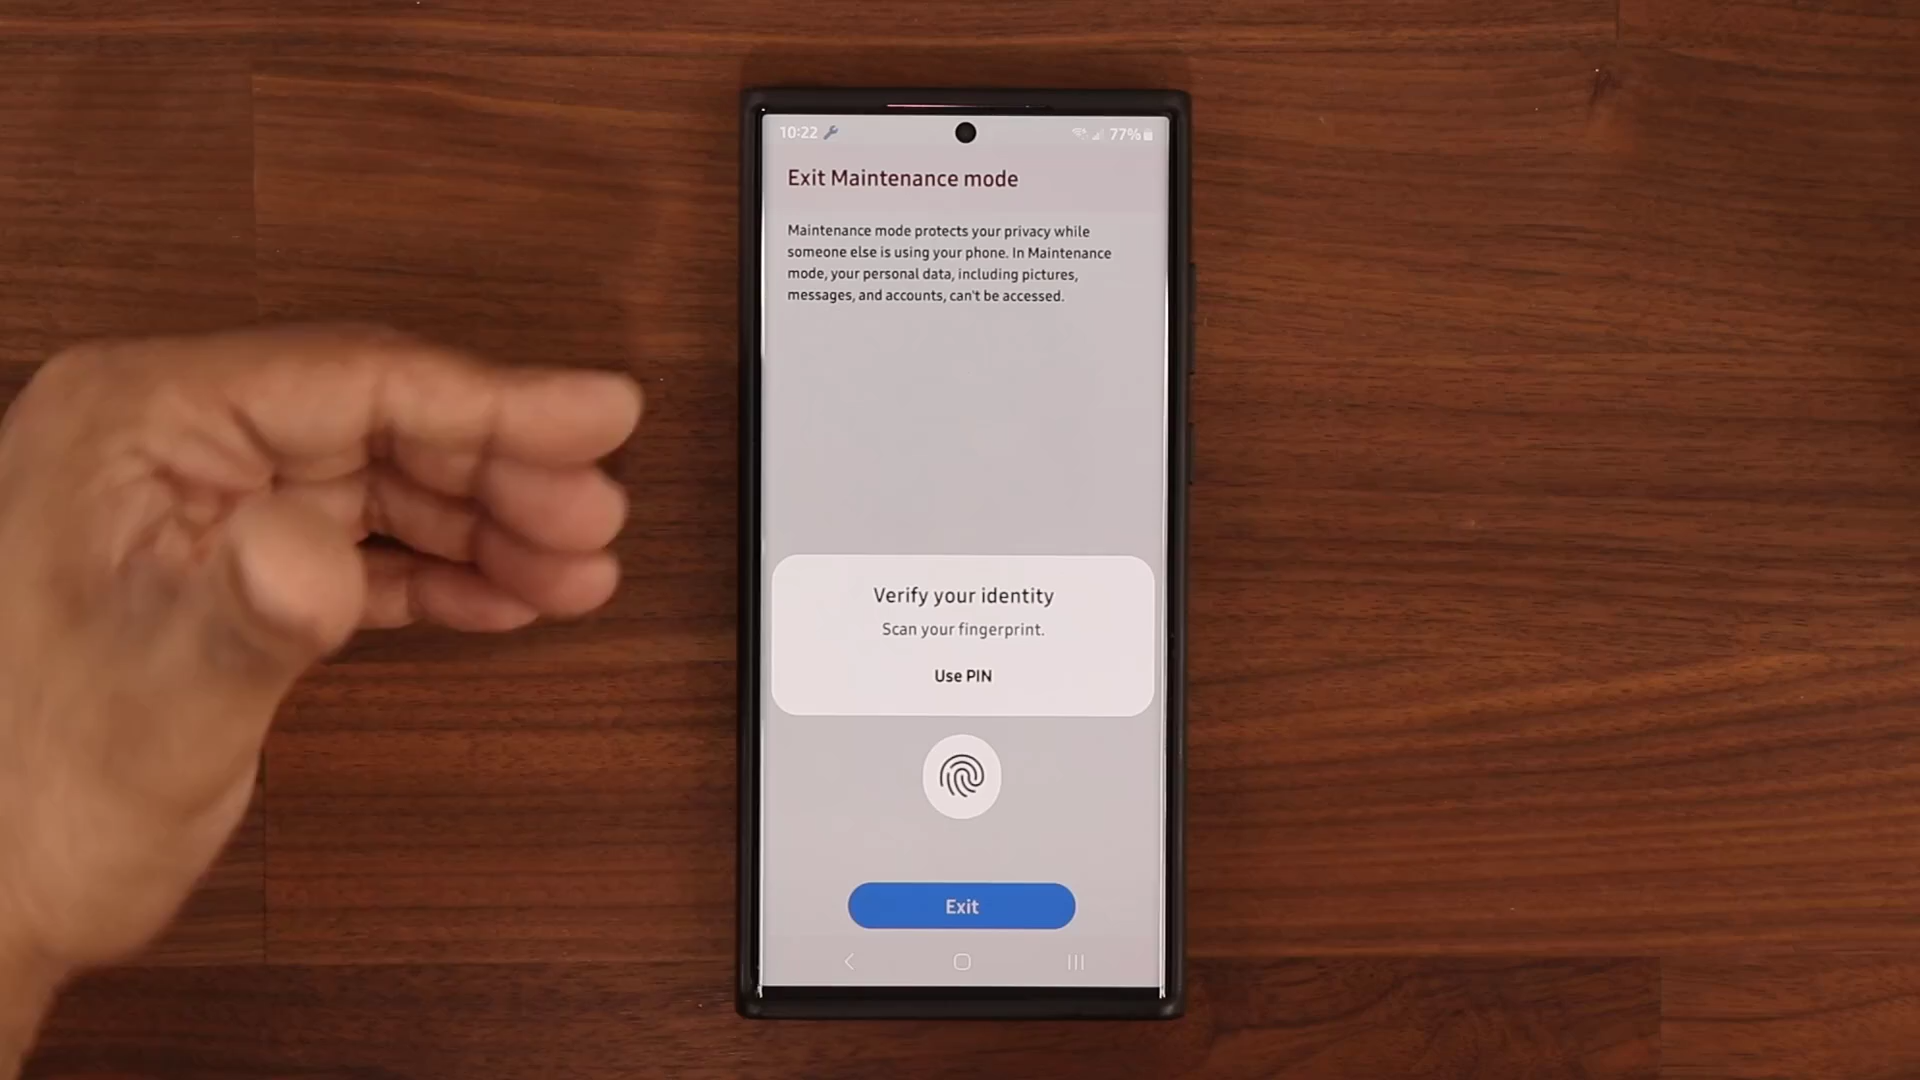 10:22
77%
Exit Maintenance mode
Maintenance mode protects your privacy while
someone else is using your phone. In Maintenance
mode, your personal data, including pictures,
messages, and accounts, can't be accessed.
Verify your identity
Scan your fingerprint.
Use PIN
Exit